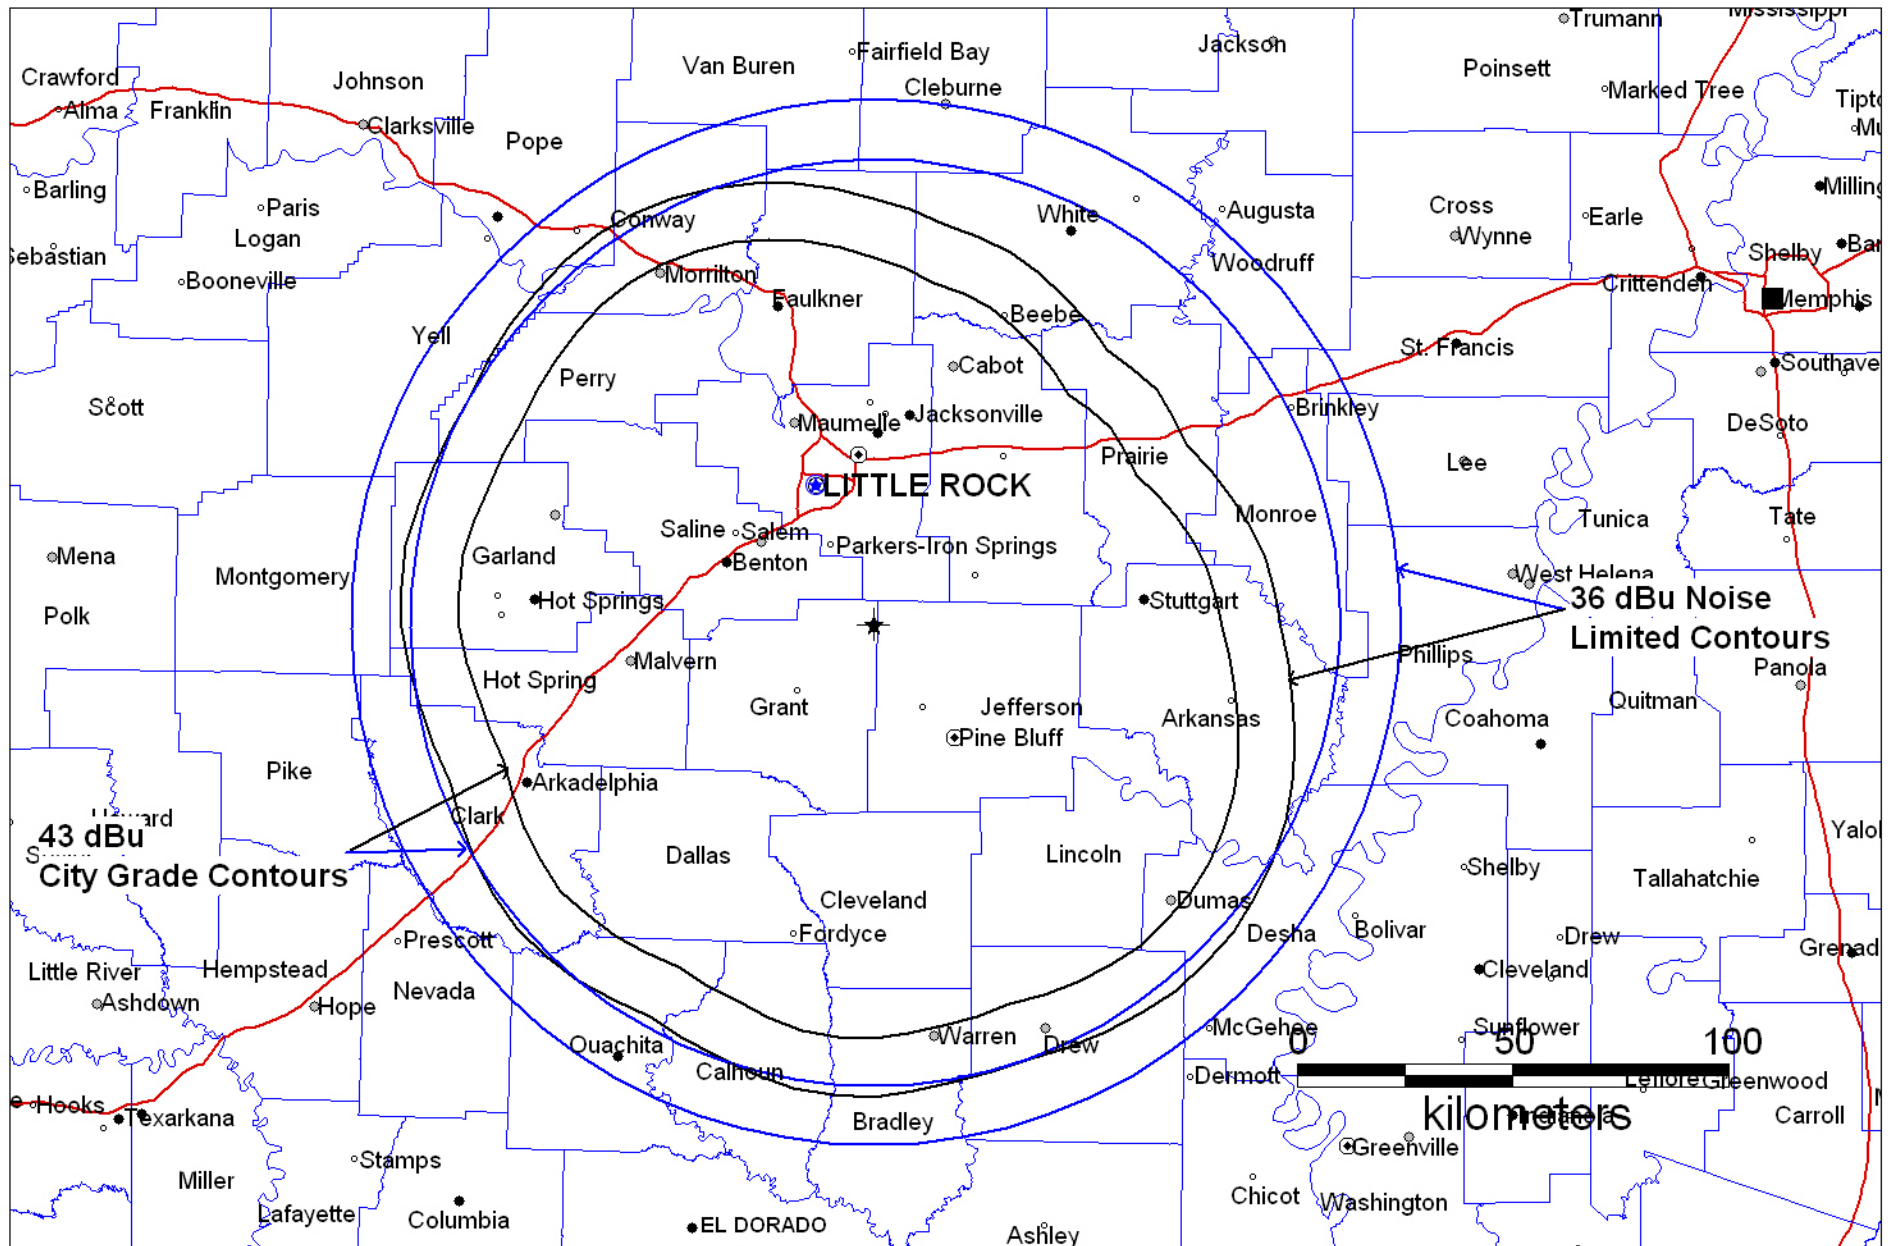 Trumann
Mississippi
Jackson
Fairfield Bay
Van Buren
Poinsett
Crawford
Johnson
Cleburne
Marked Tree
Alma
Franklin
Clarksville
Pope
Barling
Paris
Logan
Conway
White
Augusta
Cross
Wynne
Earle
Booneville
Morrilton
Faulkner
Beebe
Woodruff
Crittenden
Shelby
Memphis
Yell
Perry
Cabot
St. Francis
Scott
Maumelle
Jacksonville
Brinkley
DeSoto
LITTLE ROCK
Prairie
Lee
Saline
Salem
Monroe
Tunica
Tate
Mena
Montgomery
Garland
Benton
Parkers-Iron Springs
West Helena
Polk
Hot Springs
Stuttgart
36 dBu Noise
Limited Contours
Malvern
Phillips
Panola
Hot Spring
Grant
Jefferson
Arkansas
Coahoma
Quitman
Pine Bluff
Pike
Arkadelphia
Clark
43 dBu
City Grade Contours
Dallas
Lincoln
Shelby
Tallahatchie
Cleveland
Dumas
Prescott
Fordyce
Desha
Bolivar
Drew
Little River
Hempstead
Cleveland
Ashdown
Nevada
Hope
Ouachita
Warren
Drew
McGehee
Sunflower
0 50 100
Calhoun
Dermott
Leflore
Greenwood
kilometers
Hooks
Texarkana
Bradley
Carroll
Greenville
Stamps
Miller
Chicot
Washington
Lafayette
Columbia
EL DORADO
Ashley